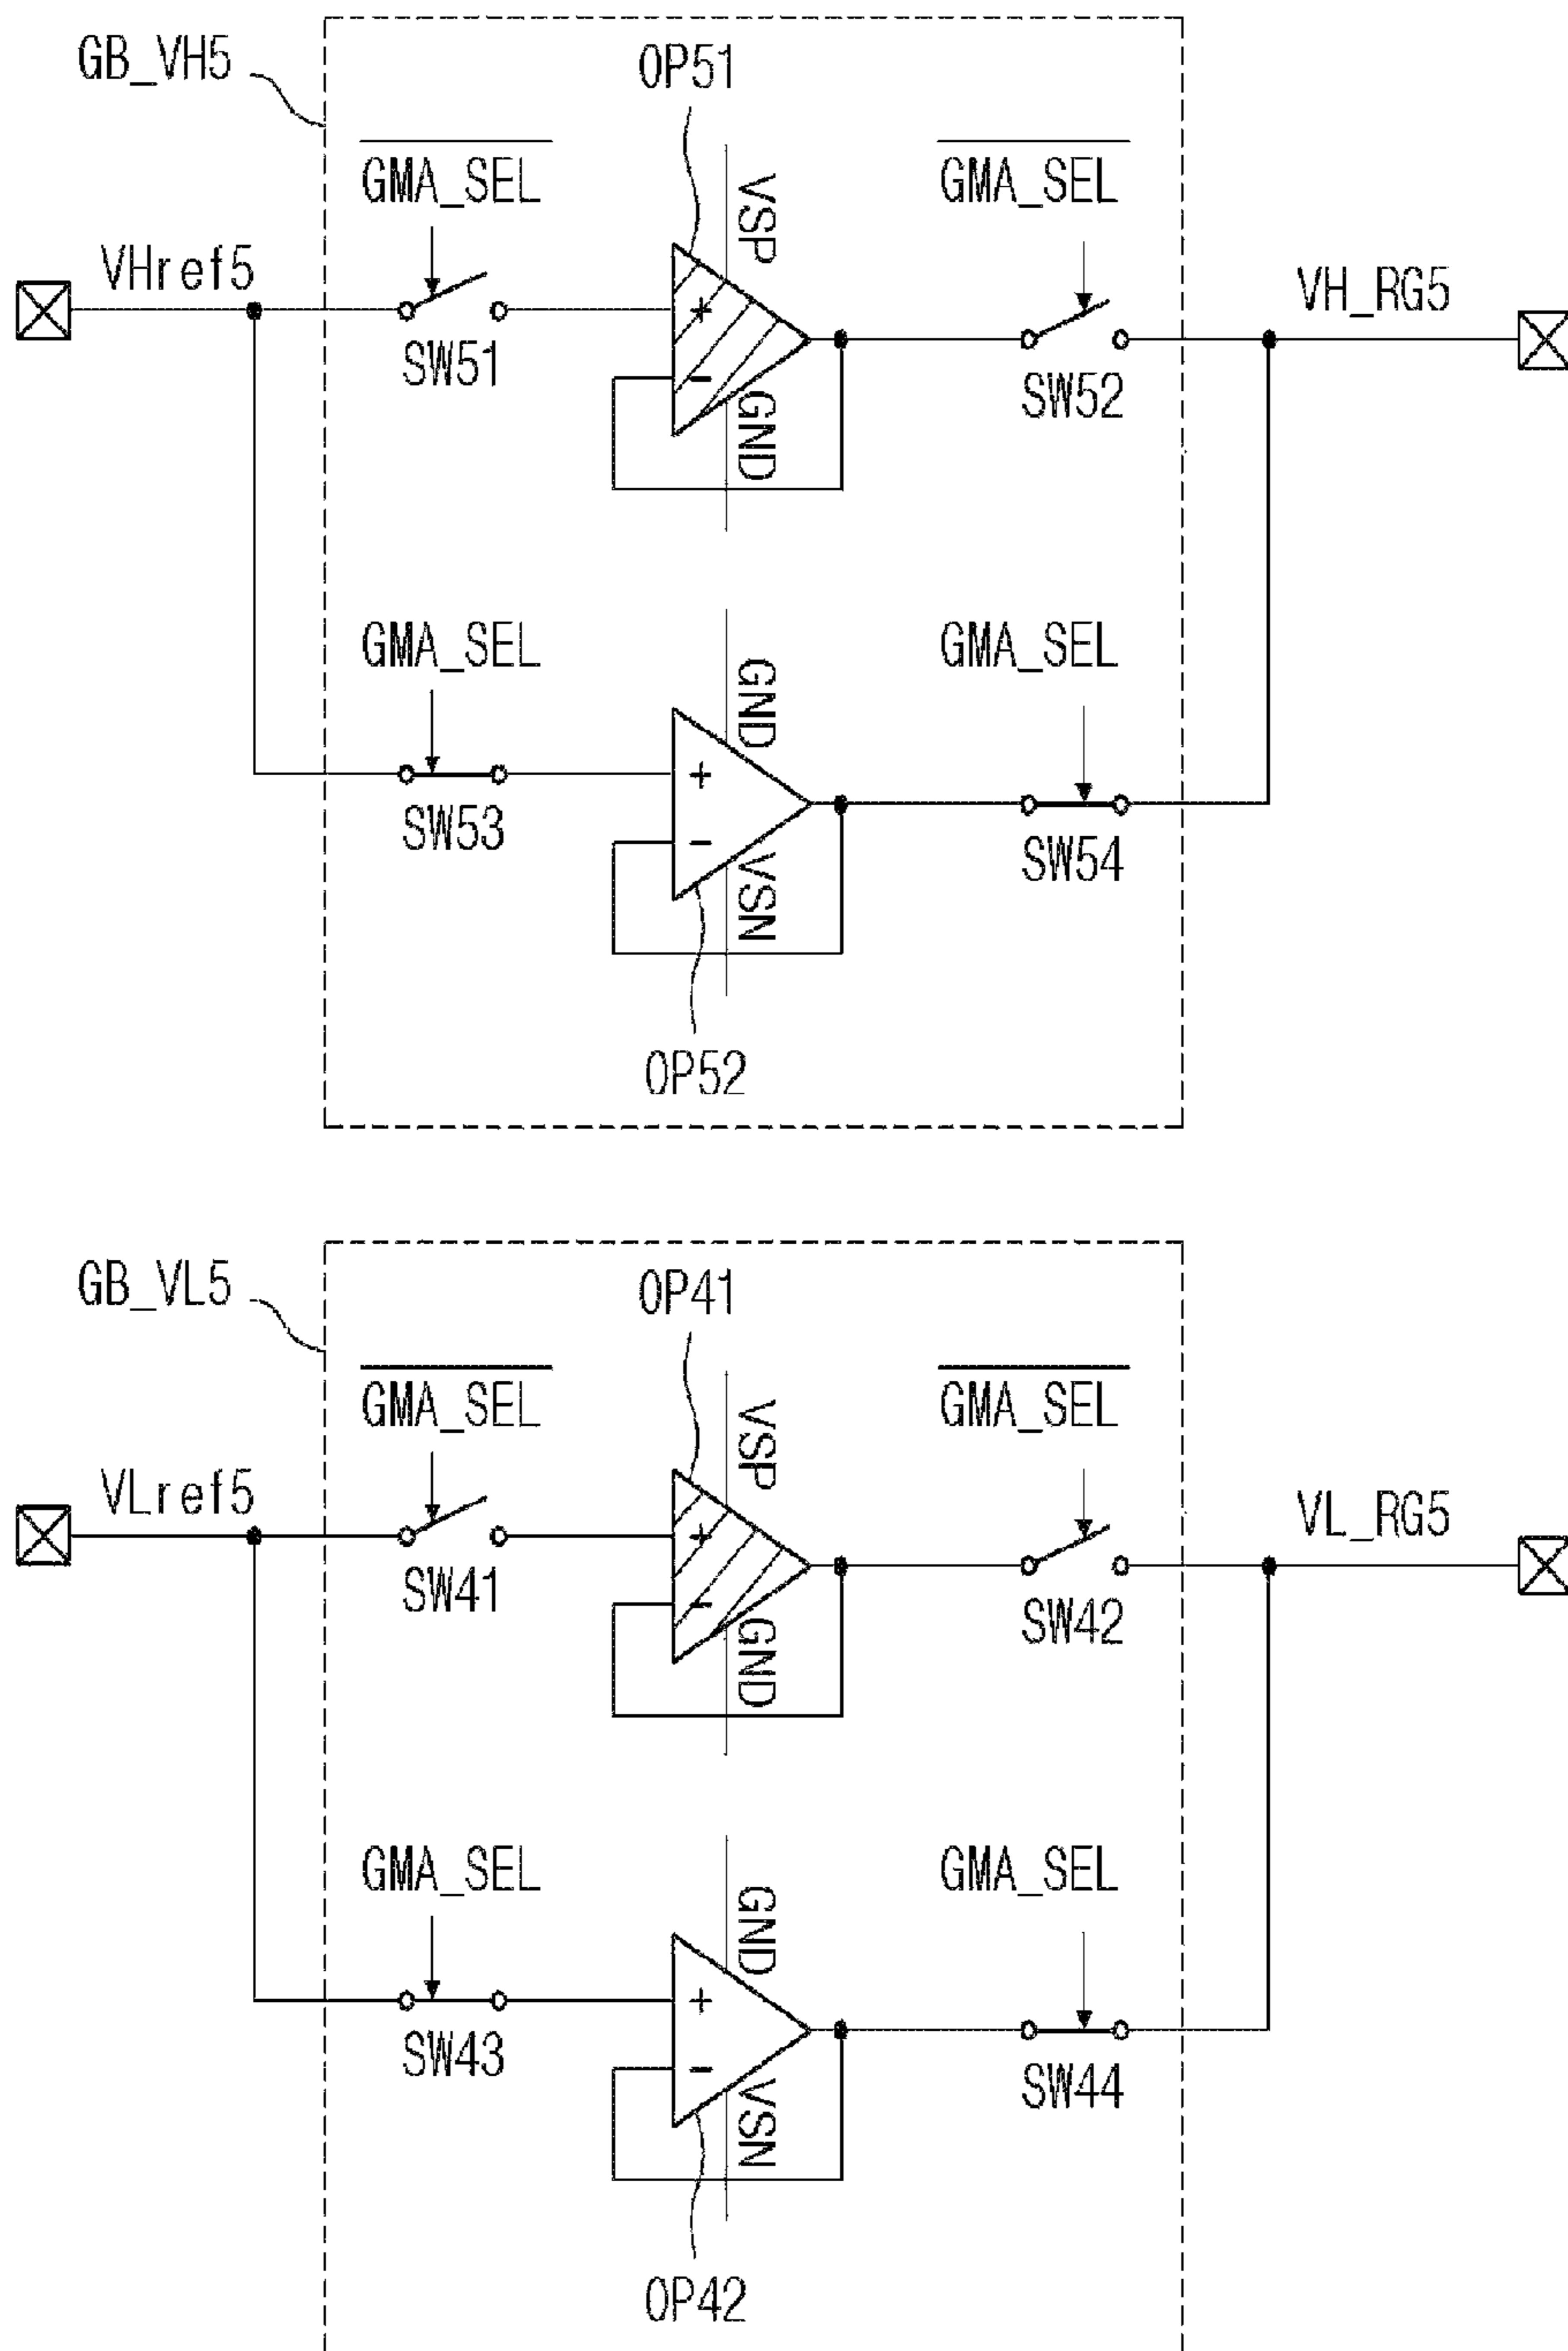 GB_VH5
OP51
GMA_SEL
GMA_SEL
VSP
VHref5
VH_RG5
+
SW51
-
SW52
GND
GMA_SEL
GMA_SEL
GND
+
SW53
-
SW54
VSN
OP52
GB_VL5
OP41
GMA_SEL
GMA_SEL
VSP
VLref5
VL_RG5
+
SW41
-
SW42
GND
GMA_SEL
GMA_SEL
GND
+
SW43
-
SW44
VSN
OP42